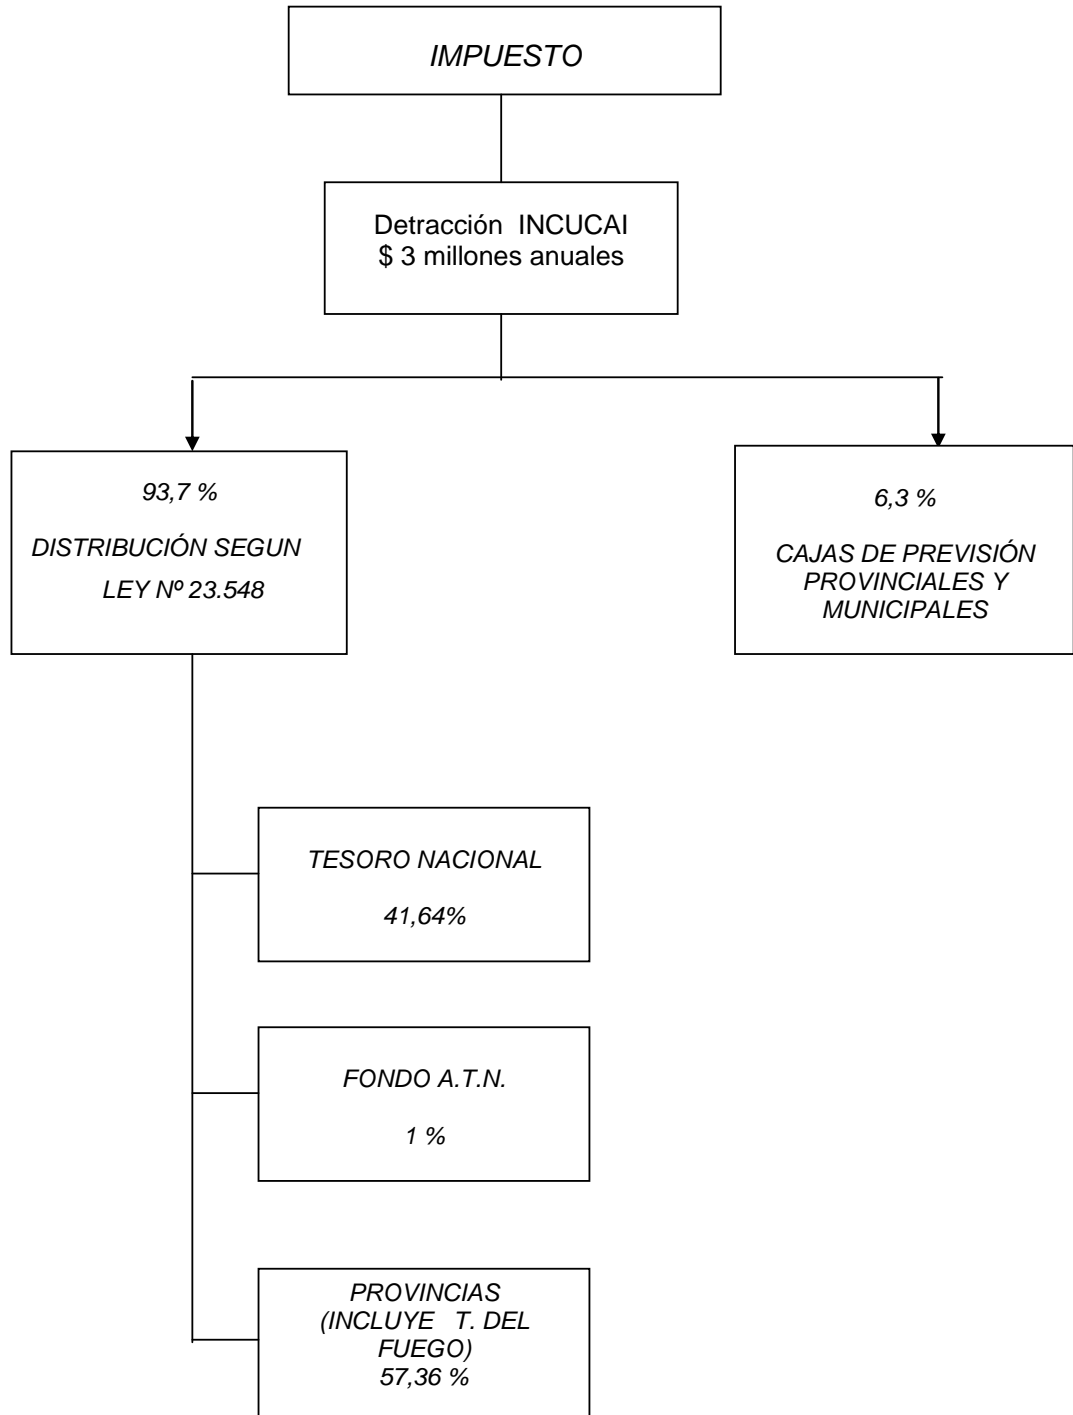 IMPUESTO
Detracción INCUCAI
$ 3 millones anuales
93,7 %
DISTRIBUCIÓN SEGUN
LEY Nº 23.548
6,3 %
CAJAS DE PREVISIÓN
PROVINCIALES Y
MUNICIPALES
TESORO NACIONAL
41,64%
FONDO A.T.N.
1 %
PROVINCIAS
(INCLUYE T. DEL
FUEGO)
57,36 %